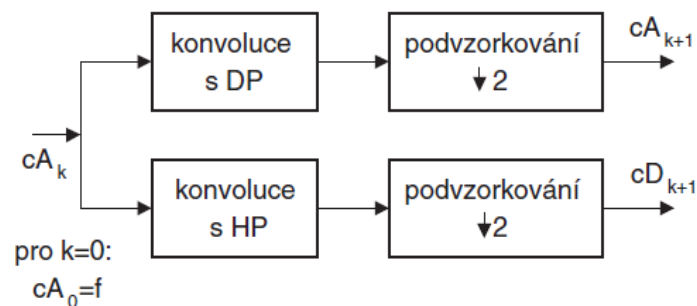 konvoluce
s DP
podvzorkování
↓ 2
cA k+1
cA k
konvoluce
s HP
podvzorkování
↓2
cD k+1
pro k=0:
cA 0=f